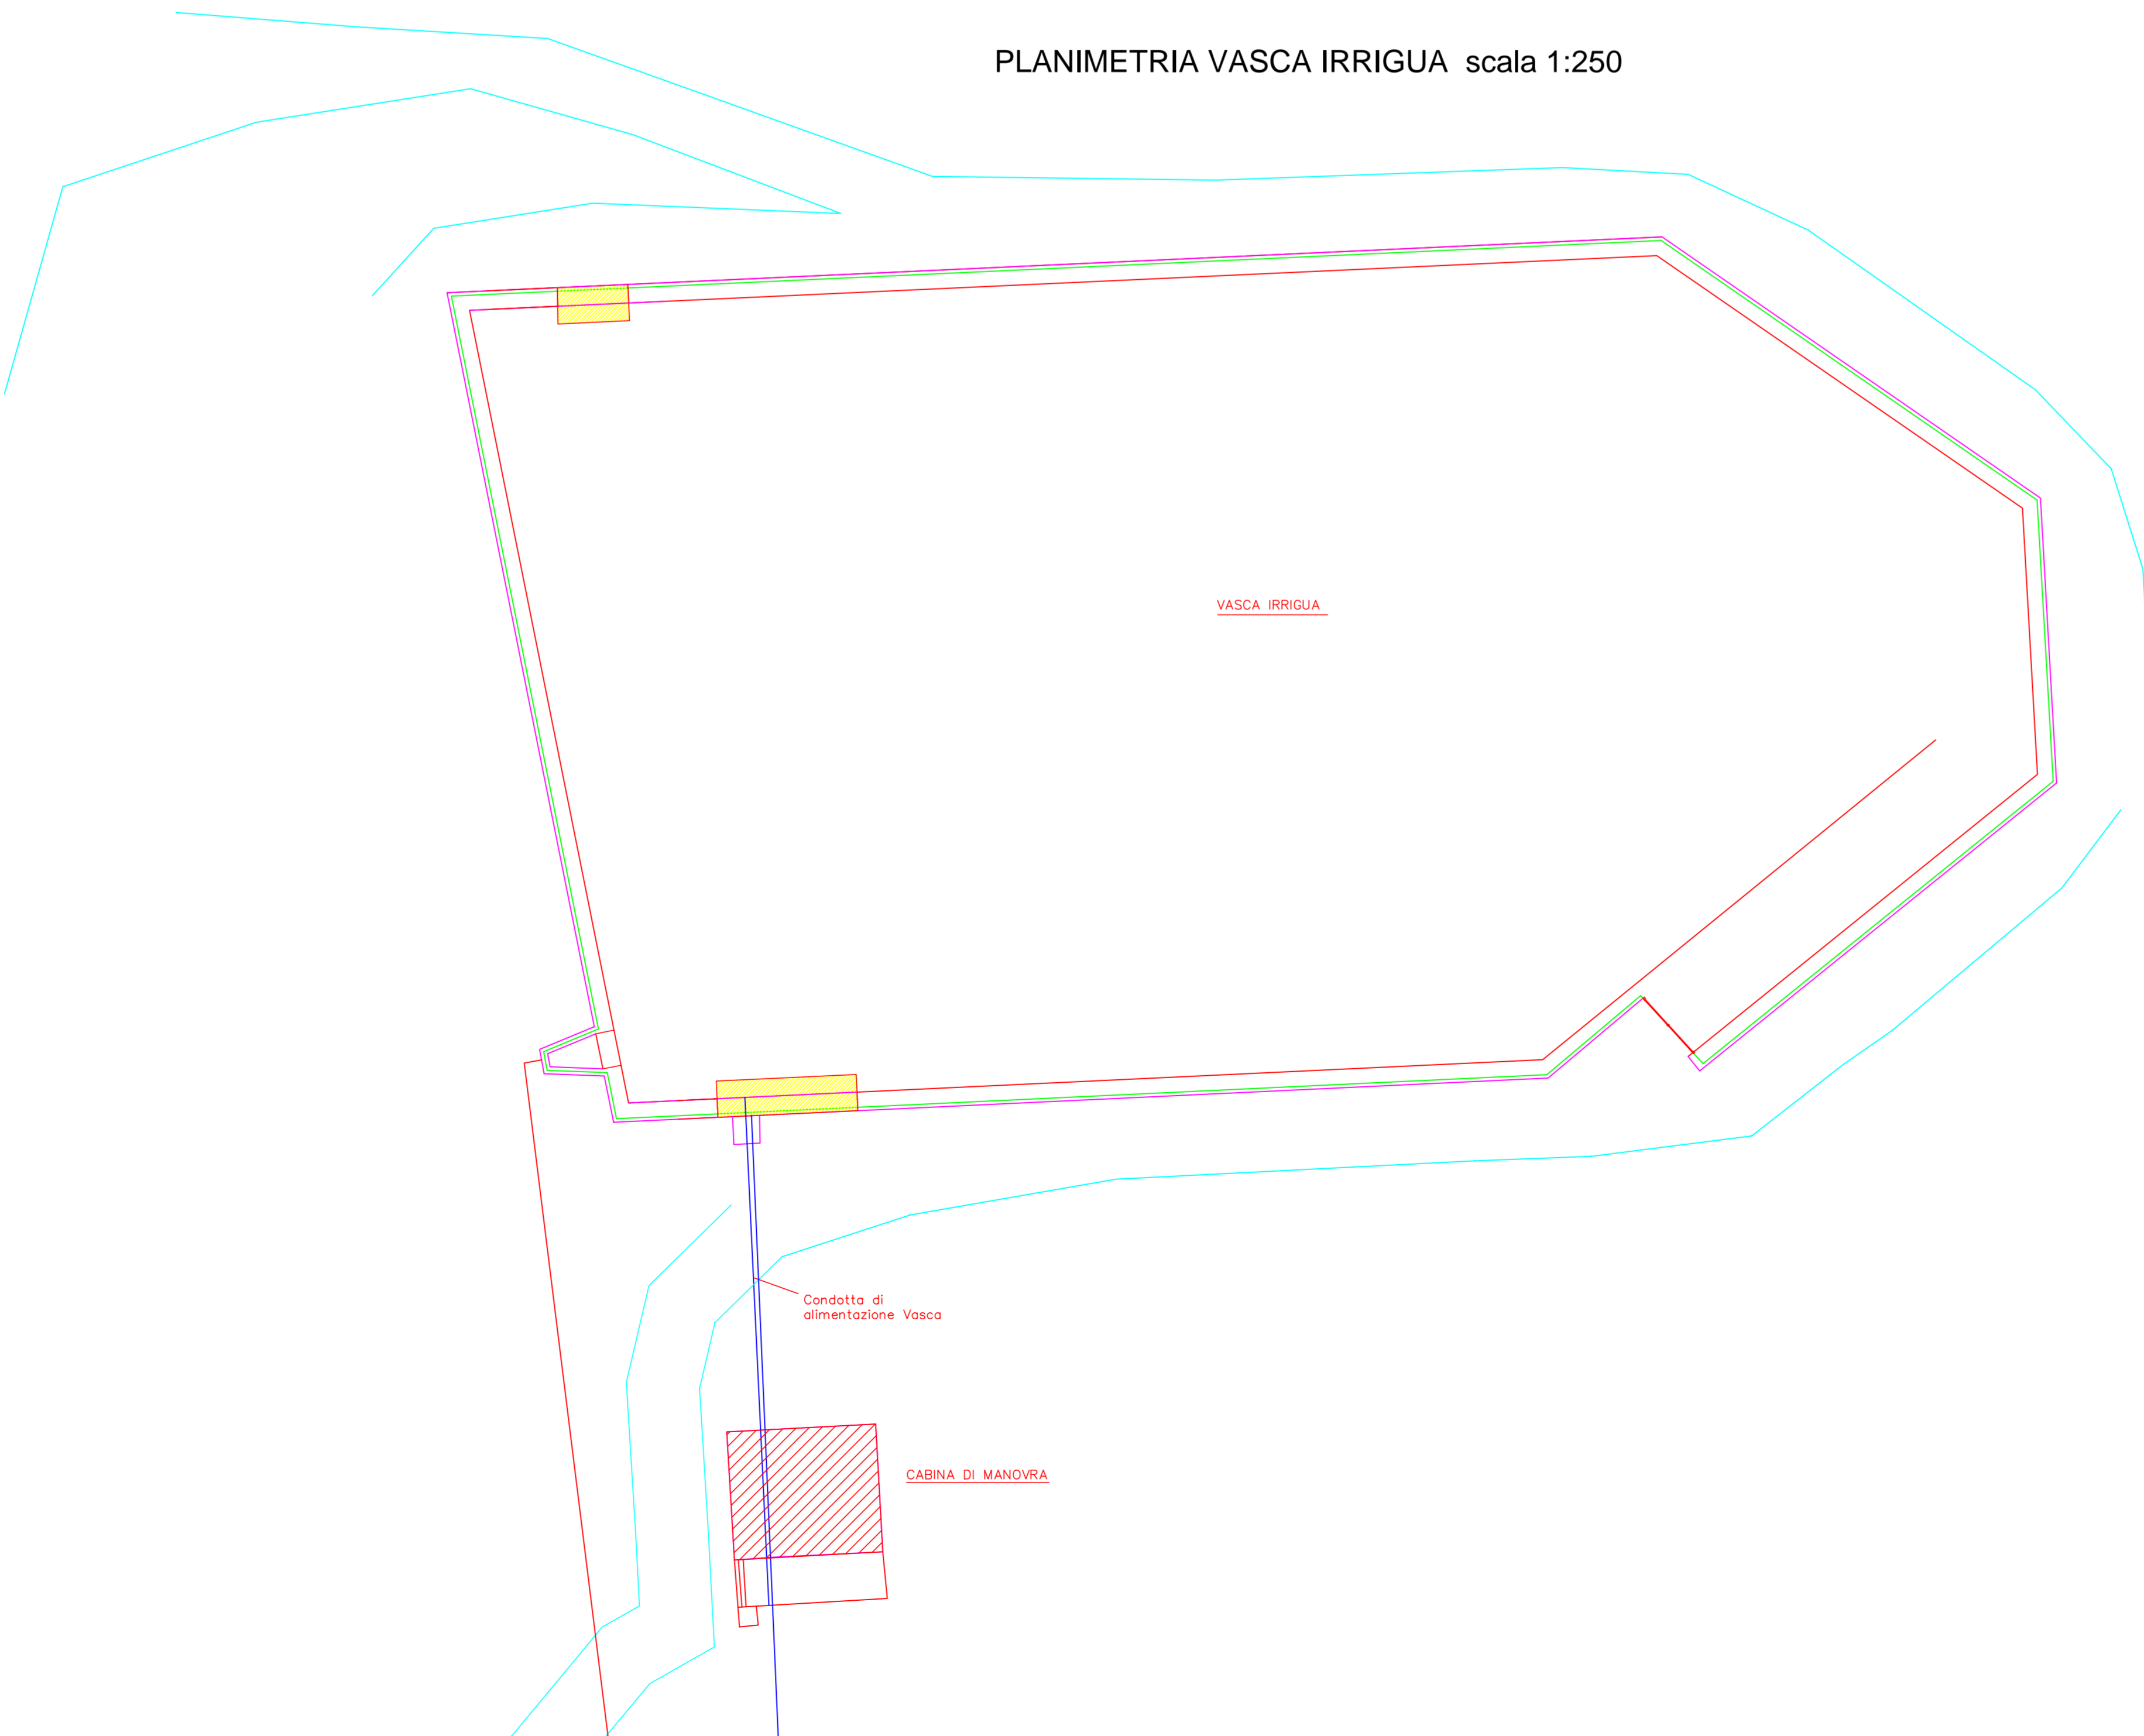 PLANIMETRIA VASCA IRRIGUA scala 1:250
VASCA IRRIGUA
Condotta di
alimentazione Vasca
CABINA DI MANOVRA